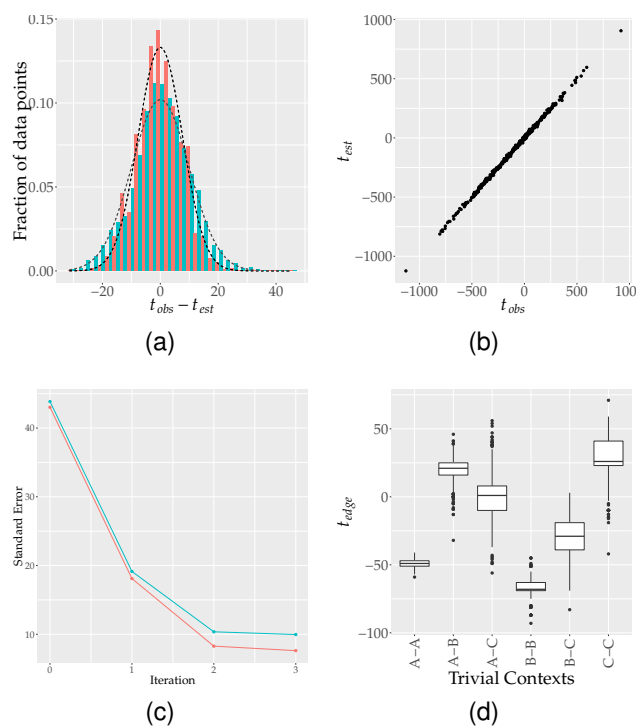 0.15
0.10
0.05
0.00
Fraction of data points
−20
0
20
40
t_obs − t_est
(a)
1000
500
0
−500
−1000
t_est
−1000
−500
0
500
100
t_obs
(b)
40
30
20
10
Standard Error
0
1
2
3
Iteration
(c)
50
0
−50
−100
t_edge
A−A
A−B
A−C
B−B
B−C
C−C
Trivial Contexts
(d)